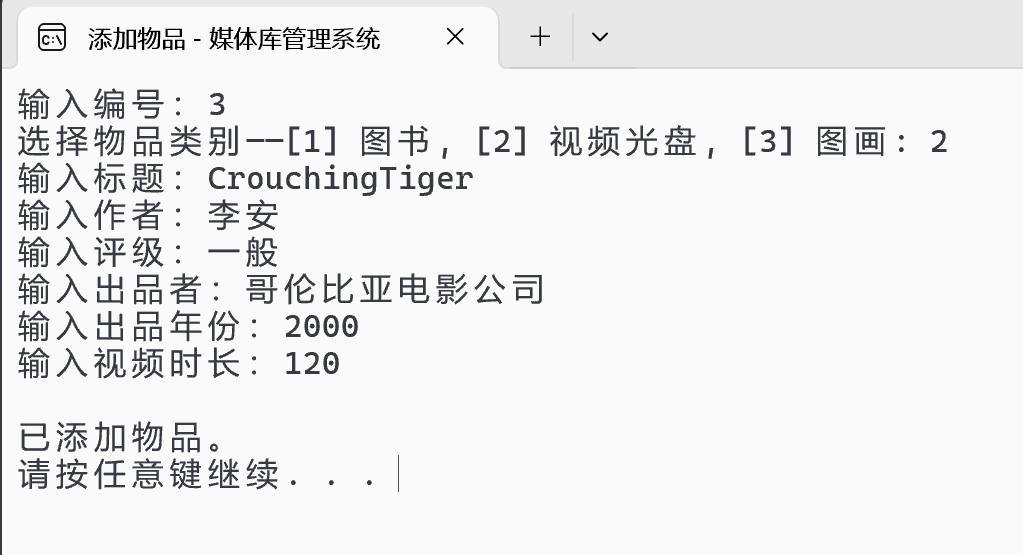 添加物品 - 媒体库管理系统
输入编号：3
选择物品类别——[1] 图书，[2] 视频光盘，[3] 图画：2
输入标题：CrouchingTiger
输入作者：李安
输入评级：一般
输入出品者：哥伦比亚电影公司
输入出品年份：2000
输入视频时长：120
已添加物品。
请按任意键继续. . .